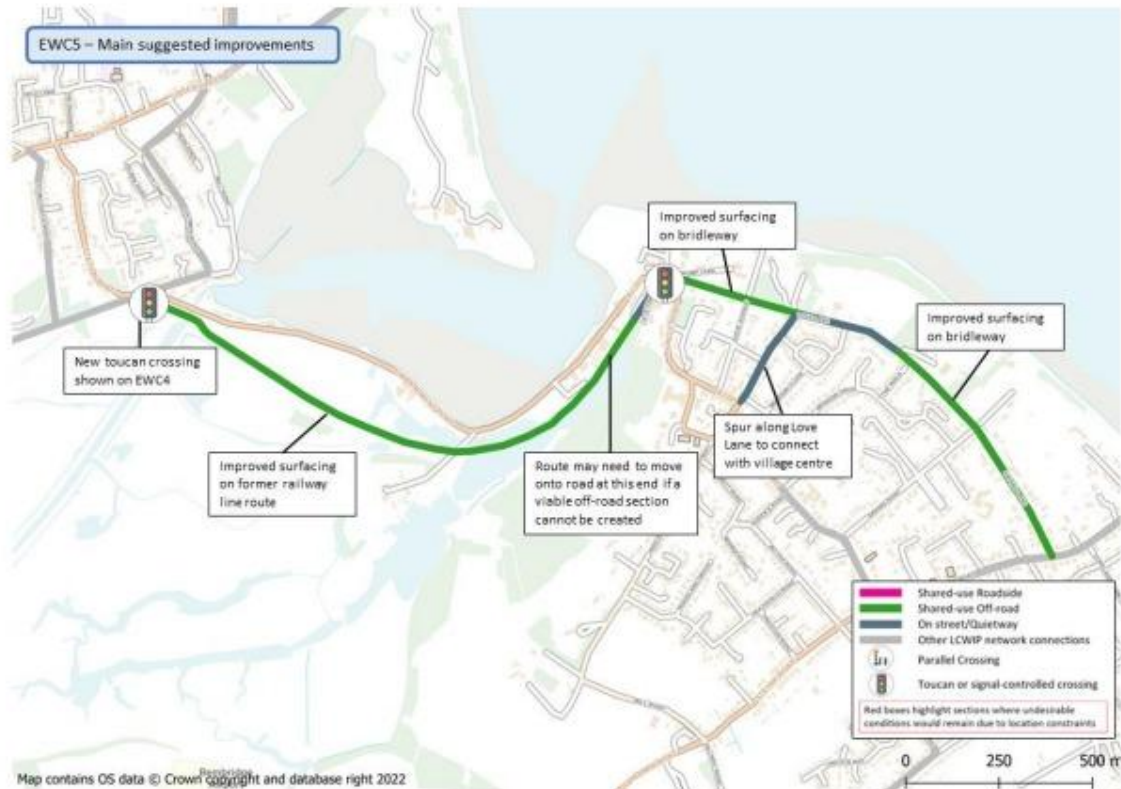 EWC5 – Main suggested improvements
Improved surfacing
on bridleway
Improved surfacing
on bridleway
New toucan crossing
shown on EWC4
Improved surfacing
on former railway
line route
Route may need to move
onto road at this end if a
viable off-road section
cannot be created
Spur along Love
Lane to connect
with village centre
Shared-use Roadside
Shared-use Off-road
On street/Quietway
Other LCWIP network connections
Parallel Crossing
Toucan or signal-controlled crossing
Red boxes highlight sections where undesirable
conditions would remain due to location constraints
0 250 500 m
Map contains OS data © Crown copyright and database right 2022